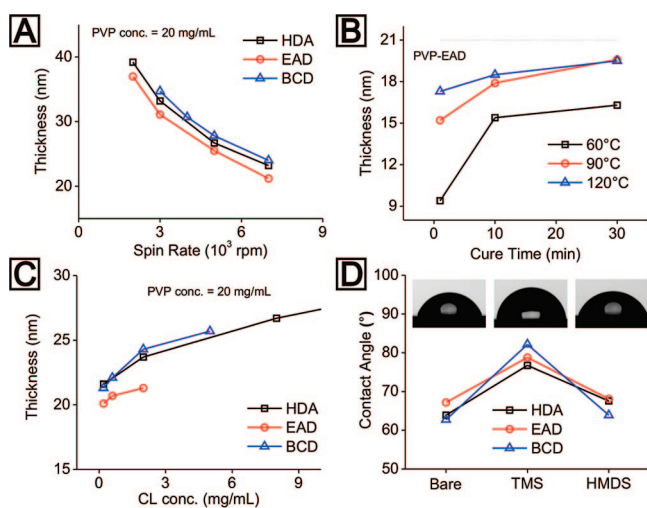 A
PVP conc. = 20 mg/mL
HDA
EAD
BCD
40
30
20
Thickness (nm)
0
3
6
9
Spin Rate (10³ rpm)
B
PVP-EAD
21
18
15
12
9
Thickness (nm)
60°C
90°C
120°C
0
10
20
30
Cure Time (min)
C
PVP conc. = 20 mg/mL
30
25
20
15
Thickness (nm)
HDA
EAD
BCD
0
3
6
9
CL conc. (mg/mL)
D
100
90
80
70
60
50
Contact Angle (°)
HDA
EAD
BCD
Bare
TMS
HMDS